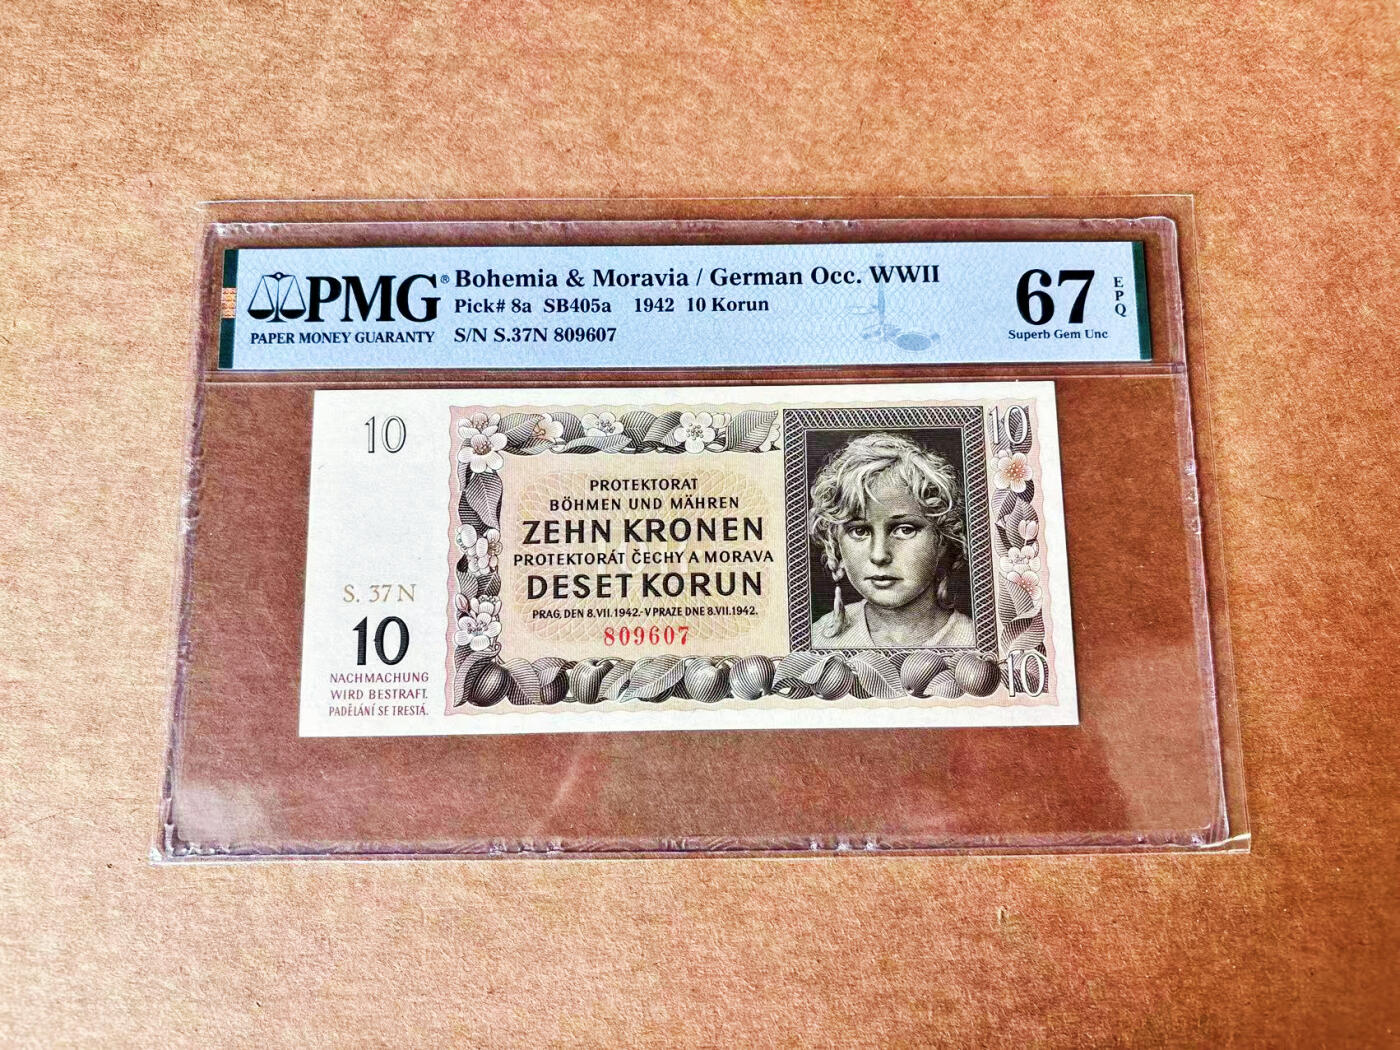 PMG®
PAPER MONEY GUARANTY
Bohemia & Moravia / German Occ. WWII
Pick# 8a SB405a 1942 10 Korun
S/N S.37N 809607
67 EPQ
Superb Gem Unc
10
S. 37 N
10
NACHMACHUNG
WIRD BESTRAFT.
PADĚLÁNÍ SE TRESTÁ.
PROTEKTORAT
BÖHMEN UND MÄHREN
ZEHN KRONEN
PROTEKTORÁT ČECHY A MORAVA
DESET KORUN
PRAG, DEN 8.VII.1942.-V PRAZE DNE 8.VII.1942.
809607
10
10